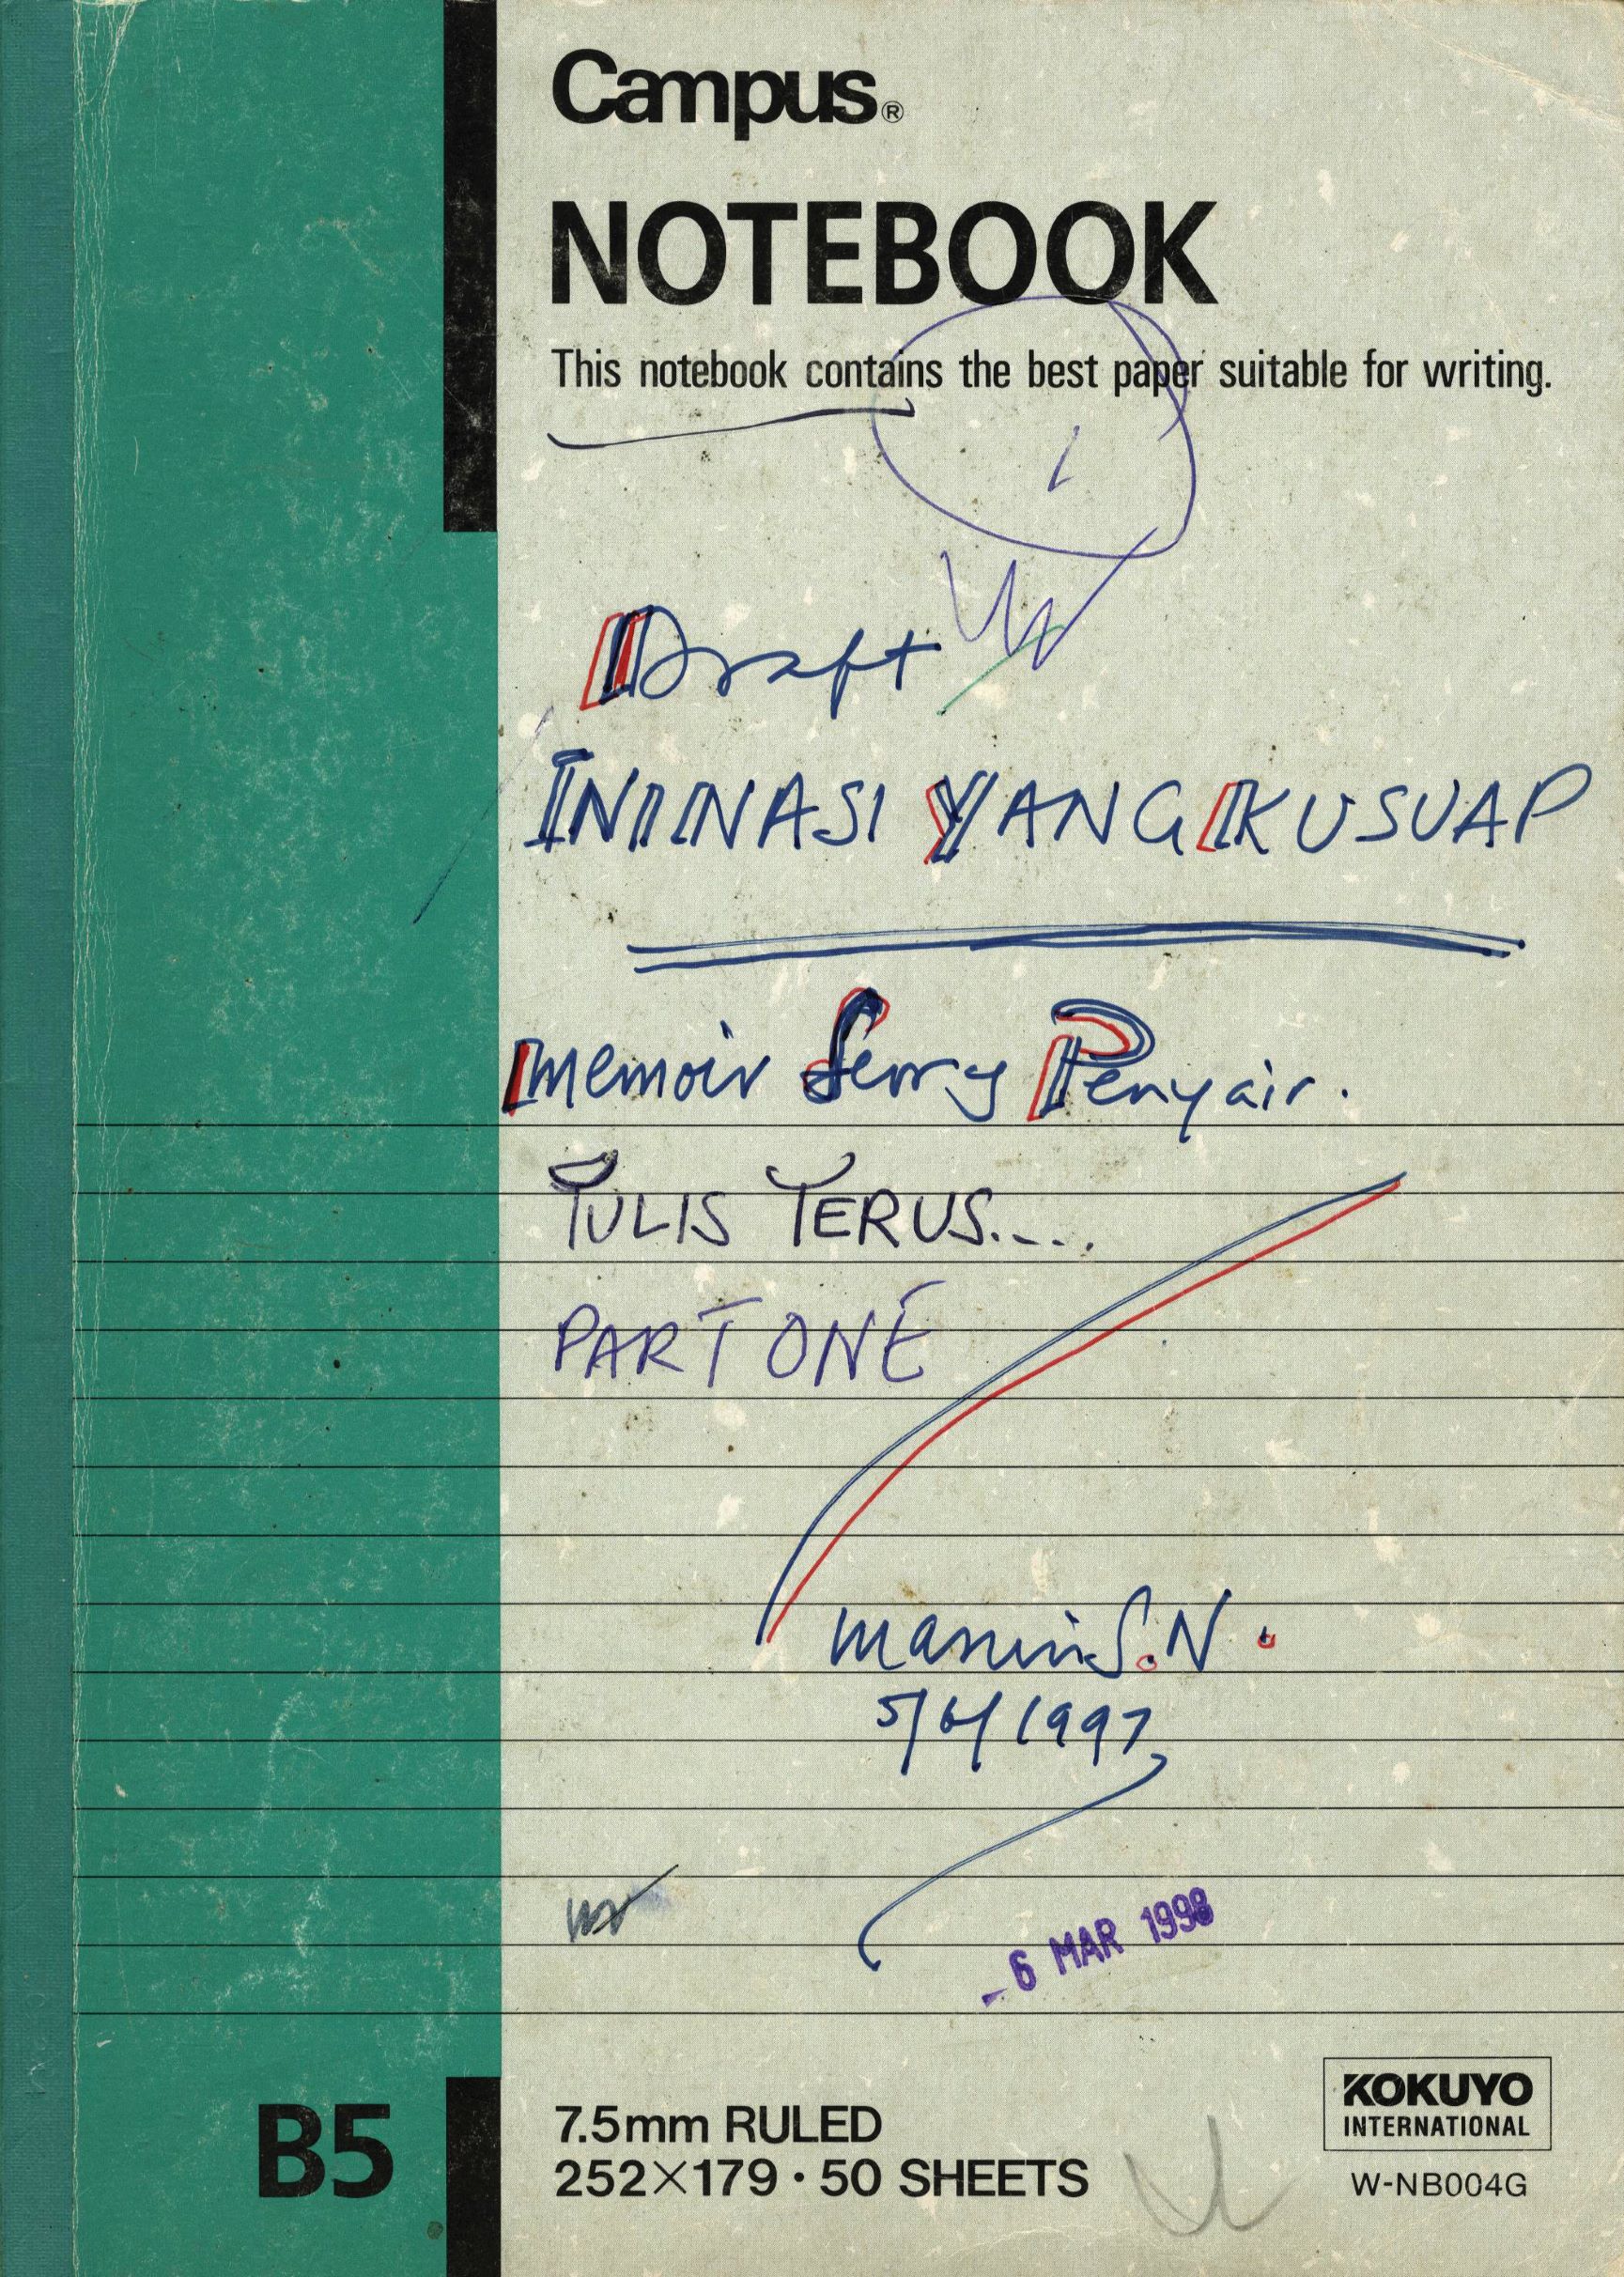 Campus®
NOTEBOOK
This notebook contains the best paper suitable for writing.
1
Draft
ININASI YANG KUSUAP
Memoir Seorg Penyair.
TULIS TERUS....
PART ONE
Masuri S.N.
5/6/1997
- 6 MAR 1998
B5
7.5mm RULED
252×179・50 SHEETS
KOKUYO
INTERNATIONAL
W-NB004G